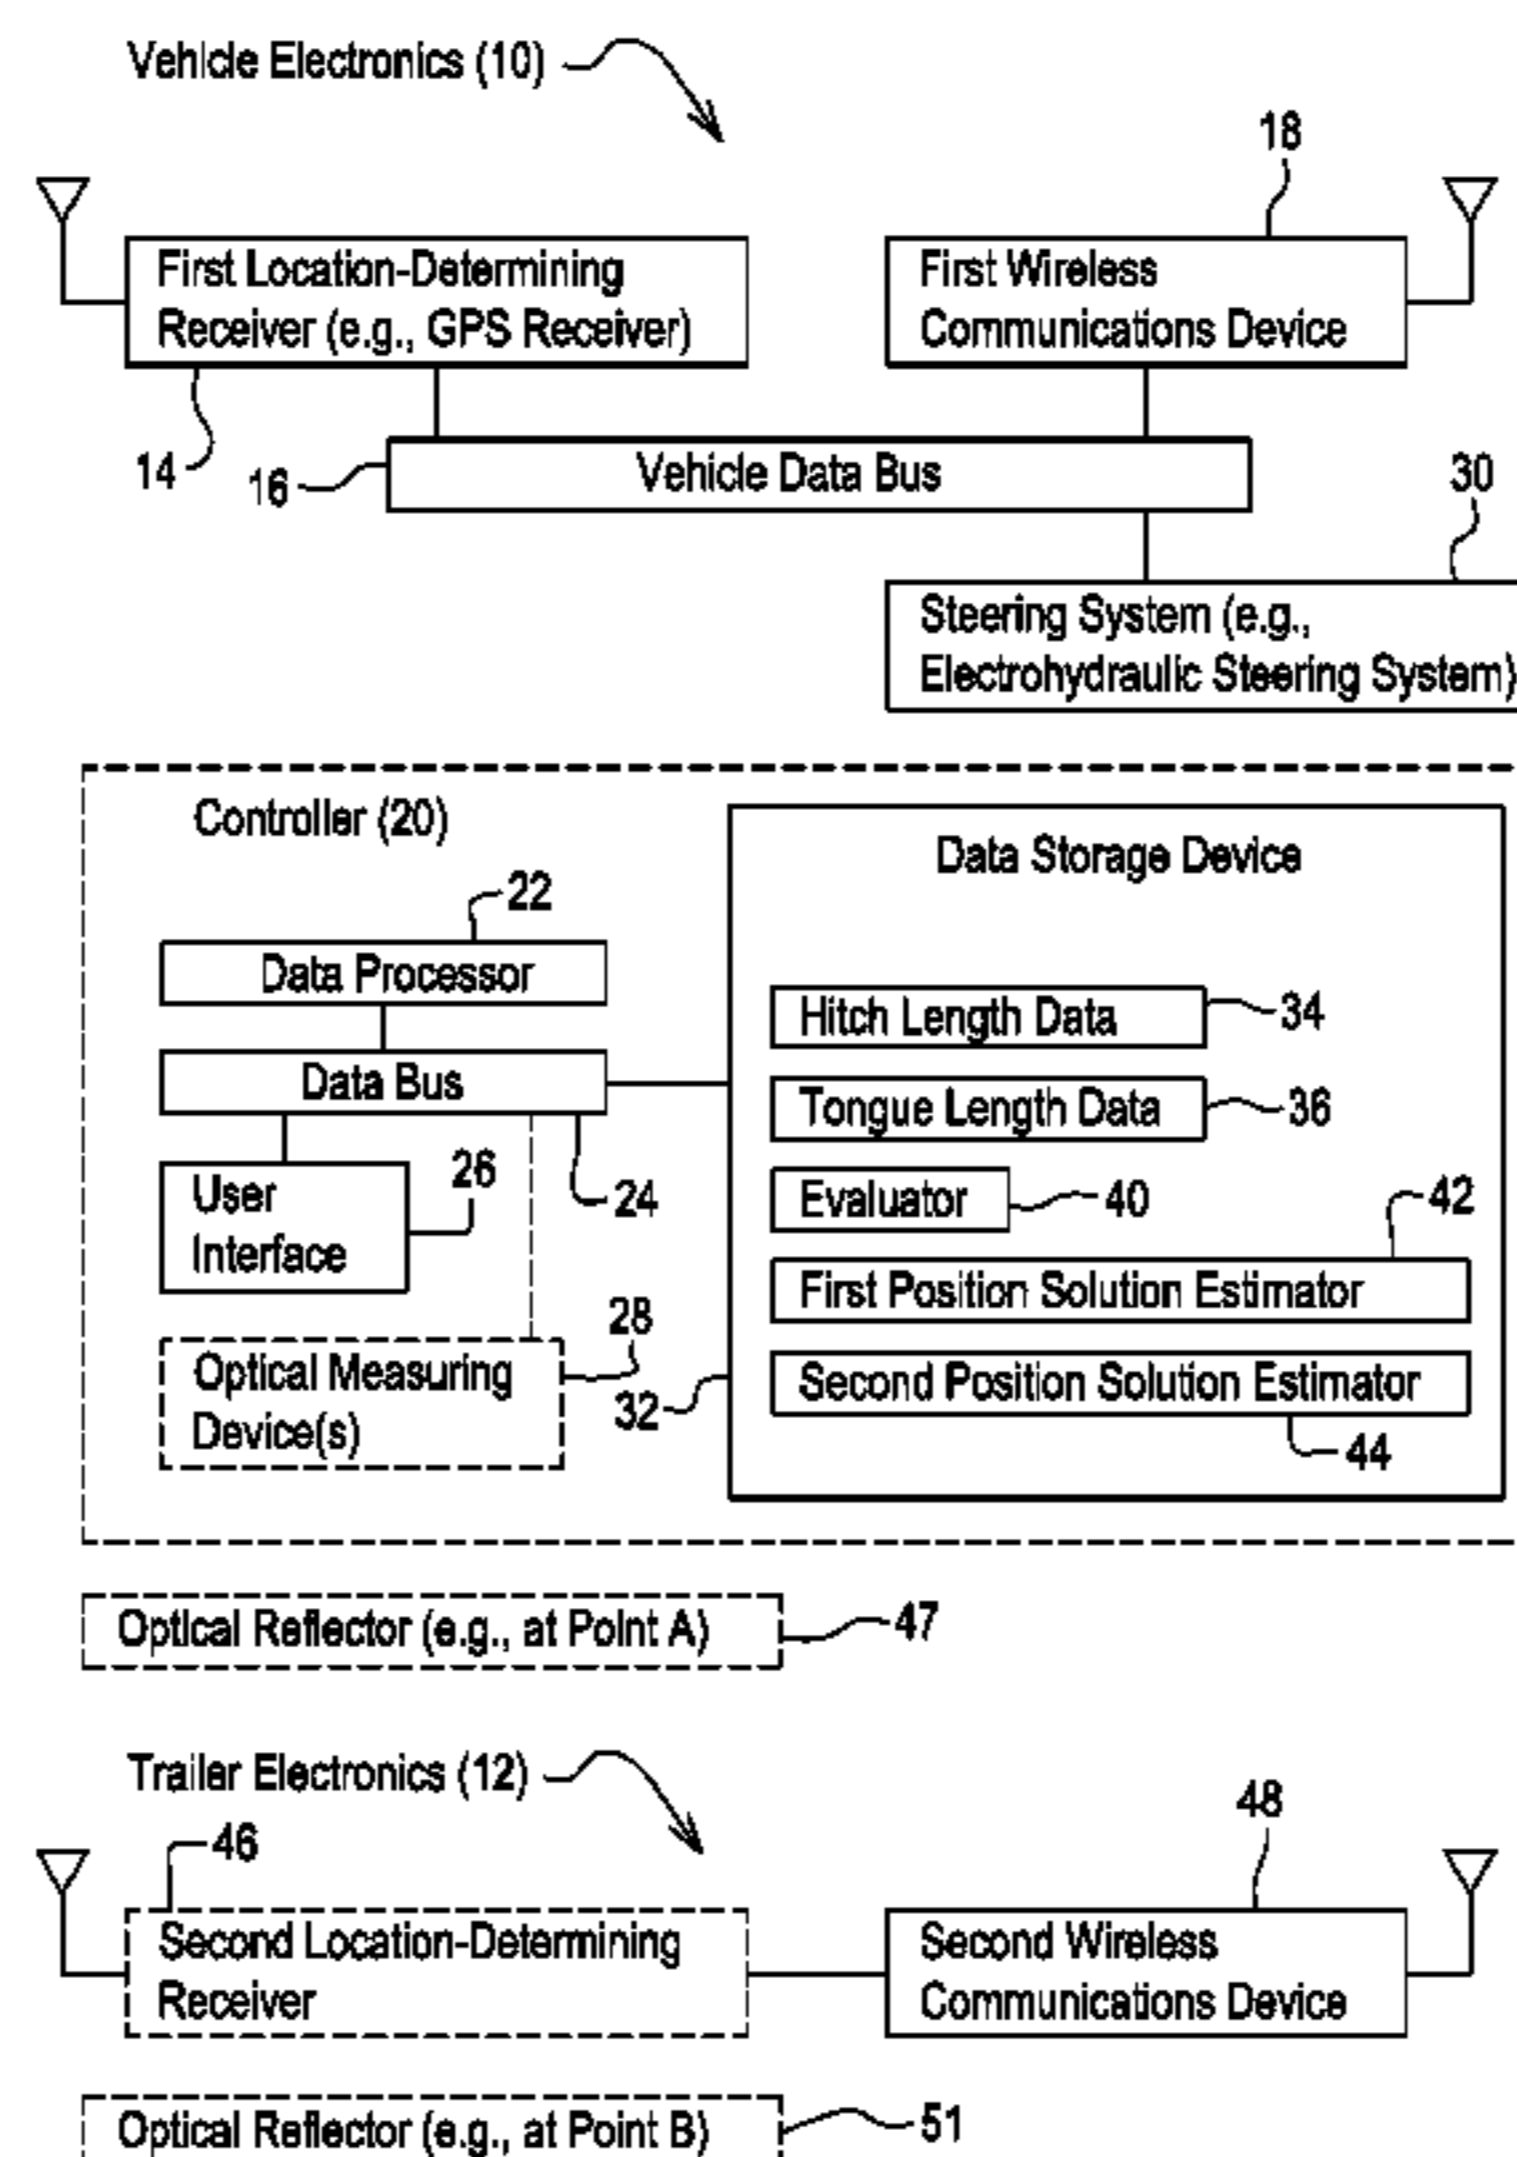 Vehicle Electronics (10)
18
First Location-Determining
Receiver (e.g., GPS Receiver)
First Wireless
Communications Device
14
16
Vehicle Data Bus
30
Steering System (e.g.,
Electrohydraulic Steering System)
Controller (20)
Data Storage Device
22
Data Processor
Hitch Length Data
34
Data Bus
Tongue Length Data
36
User
Interface
26
24
Evaluator
40
42
First Position Solution Estimator
28
Optical Measuring
Device(s)
32
Second Position Solution Estimator
44
Optical Reflector (e.g., at Point A)
47
Trailer Electronics (12)
46
48
Second Location-Determining
Receiver
Second Wireless
Communications Device
Optical Reflector (e.g., at Point B)
51